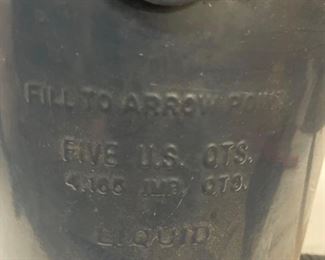 FILL TO ARROW POINT
FIVE U.S. QTS.
4.165 IMP. QTS.
LIQUID